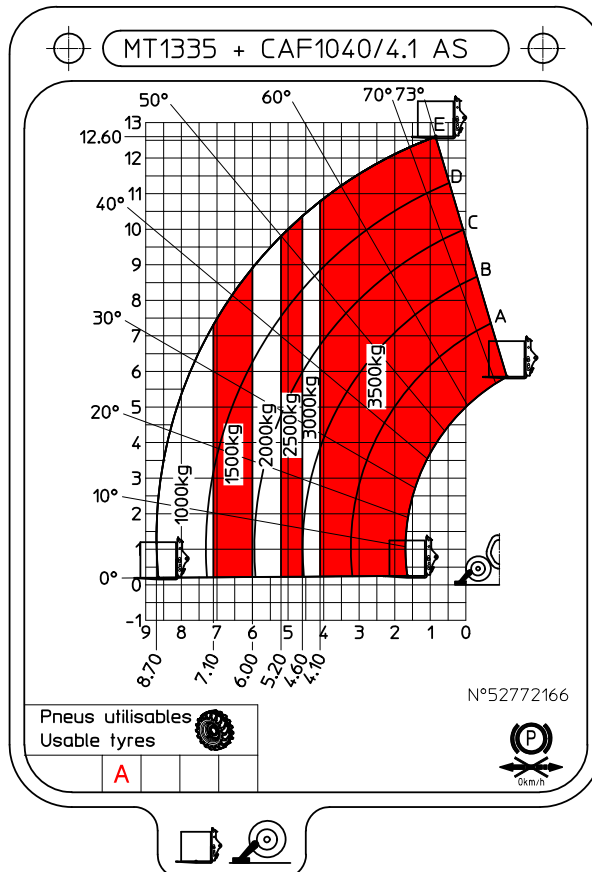 MT1335 + CAF1040/4.1 AS
50°
60°
70° 73°
13
12.60
12
11
40°
10
9
8
30°
7
6
20°
5
4
3
10°
2
1
0°
0
-1
E
D
C
B
A
1000kg
1500kg
2000kg
2500kg
3000kg
3500kg
9 8 7 6 5 4 3 2 1 0
8.70
7.10
6.00
5.20
4.60
4.10
N°52772166
Pneus utilisables
Usable tyres
A
P
0km/h